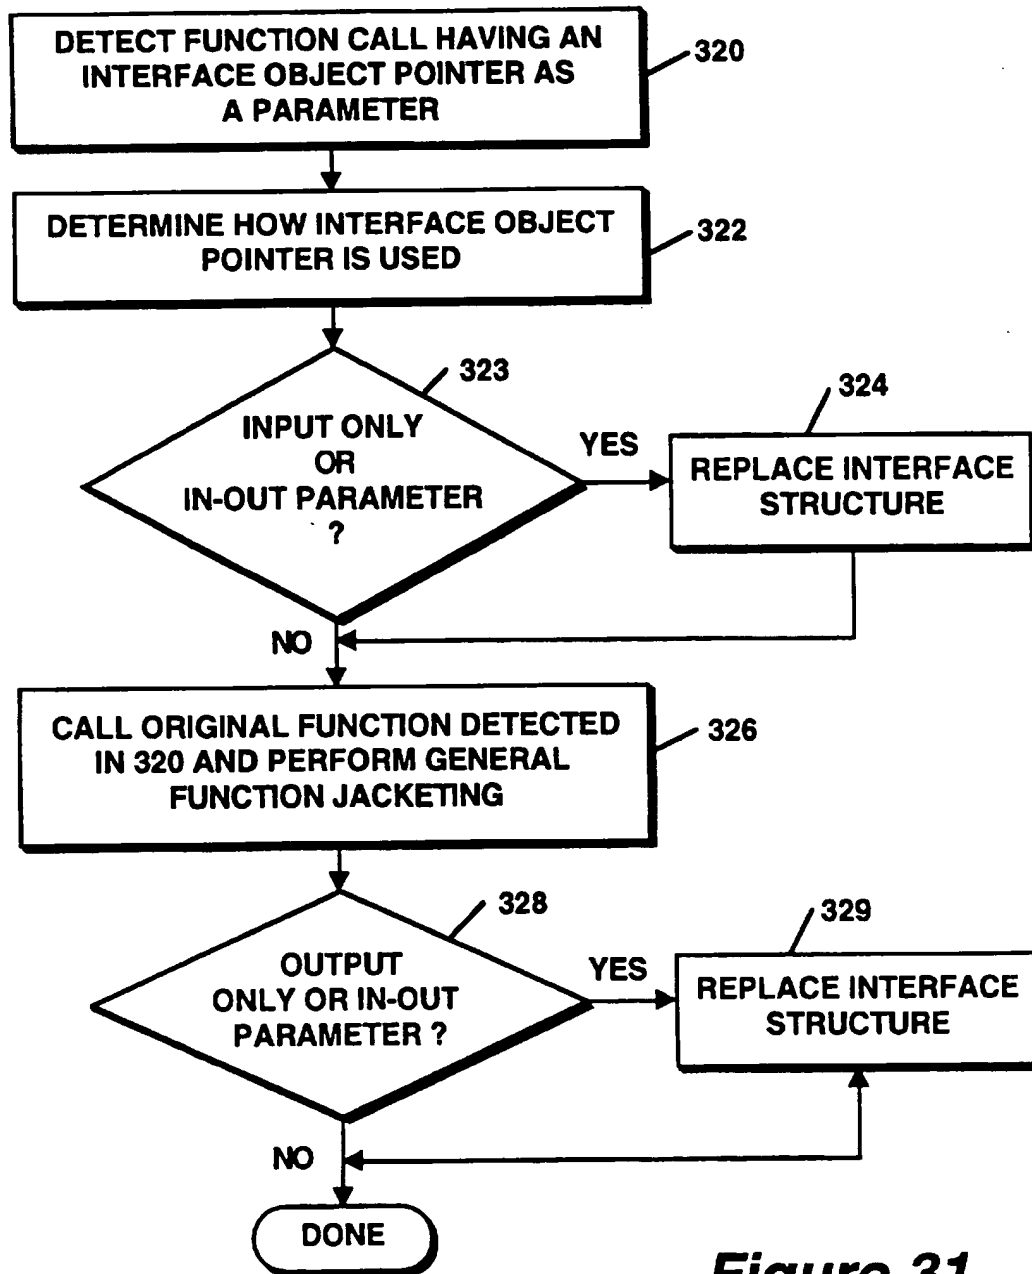 DETECT FUNCTION CALL HAVING AN
INTERFACE OBJECT POINTER AS
A PARAMETER
320
DETERMINE HOW INTERFACE OBJECT
POINTER IS USED
322
323
INPUT ONLY
OR
IN-OUT PARAMETER
?
YES
324
REPLACE INTERFACE
STRUCTURE
NO
CALL ORIGINAL FUNCTION DETECTED
IN 320 AND PERFORM GENERAL
FUNCTION JACKETING
326
328
OUTPUT
ONLY OR IN-OUT
PARAMETER ?
YES
329
REPLACE INTERFACE
STRUCTURE
NO
DONE
Figure 31